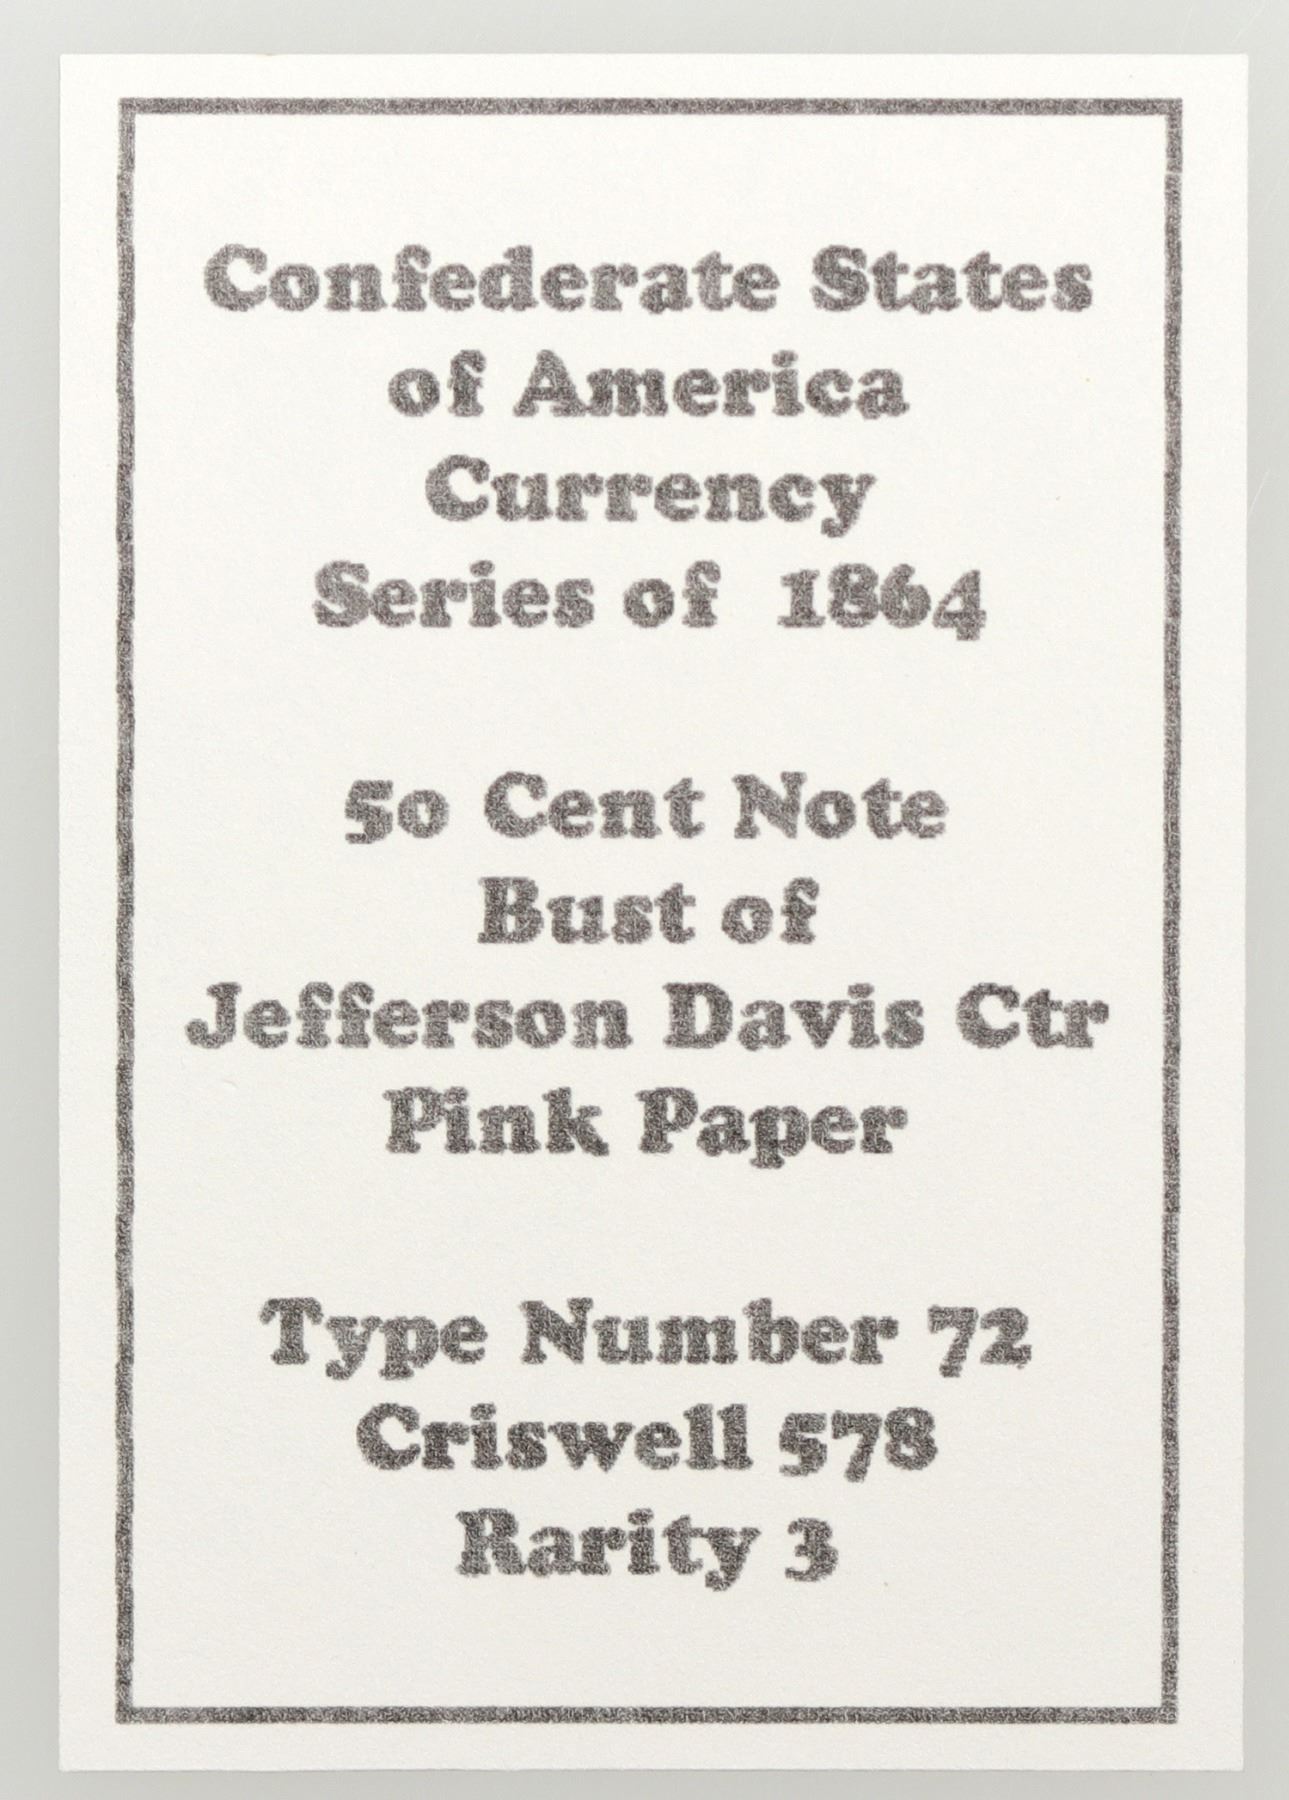 Confederate States
of America
Currency
Series of 1864
50 Cent Note
Bust of
Jefferson Davis Ctr
Pink Paper
Type Number 72
Criswell 578
Rarity 3